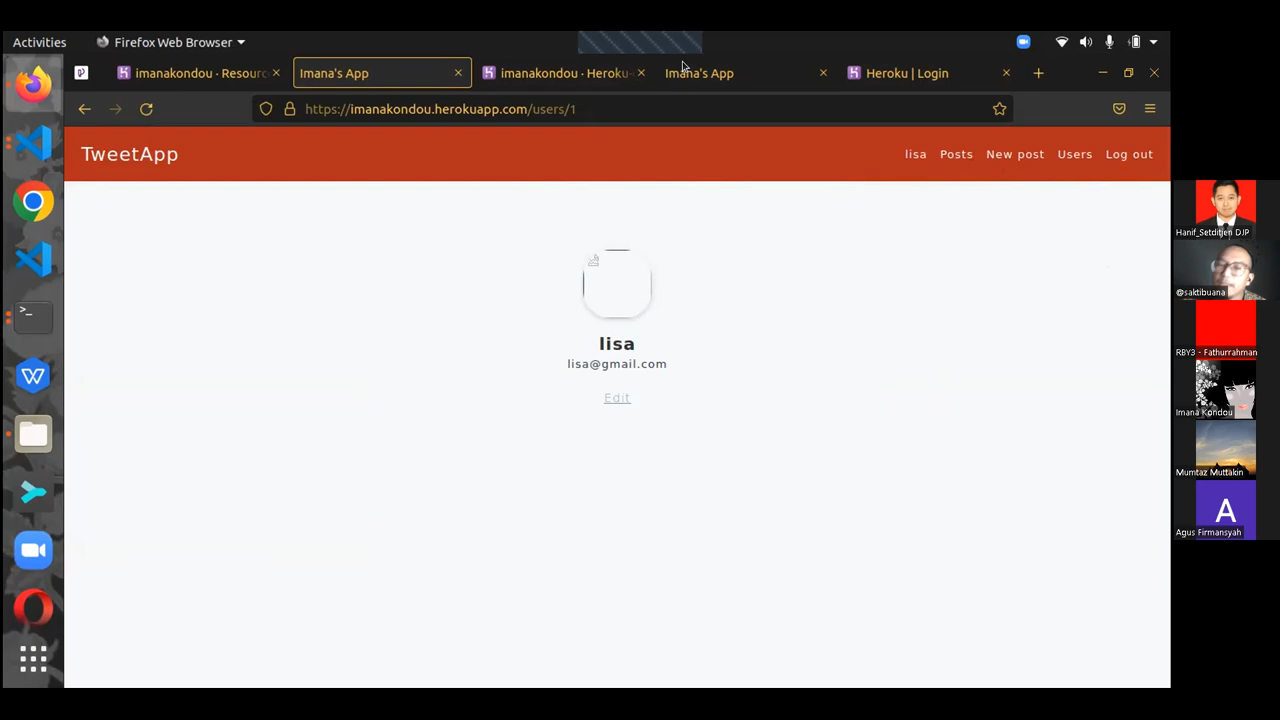 Activities
Firefox Web Browser
imanakondou · Resour
Imana's App
imanakondou · Heroku
Imana's App
Heroku | Login
https://imanakondou.herokuapp.com/users/1
TweetApp
lisa
Posts
New post
Users
Log out
lisa
lisa@gmail.com
Edit
Hanif_Setditjen DJP
@saktibuana
RBY3 - Fathurrahman
Imana Kondou
Mumtaz Muttakin
A
Agus Firmansyah